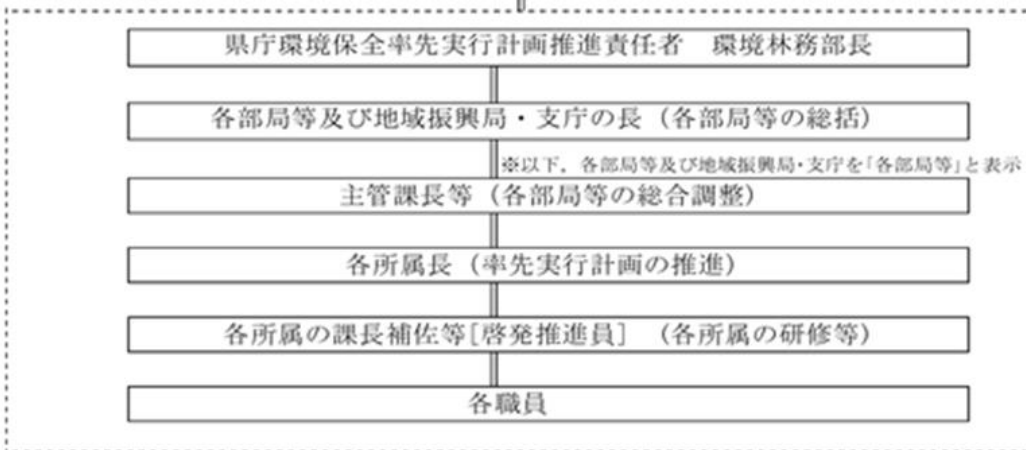 県庁環境保全率先実行計画推進責任者　環境林務部長
各部局等及び地域振興局・支庁の長（各部局等の総括）
※以下，各部局等及び地域振興局･支庁を｢各部局等｣と表示
主管課長等（各部局等の総合調整）
各所属長（率先実行計画の推進）
各所属の課長補佐等[啓発推進員]　（各所属の研修等）
各職員